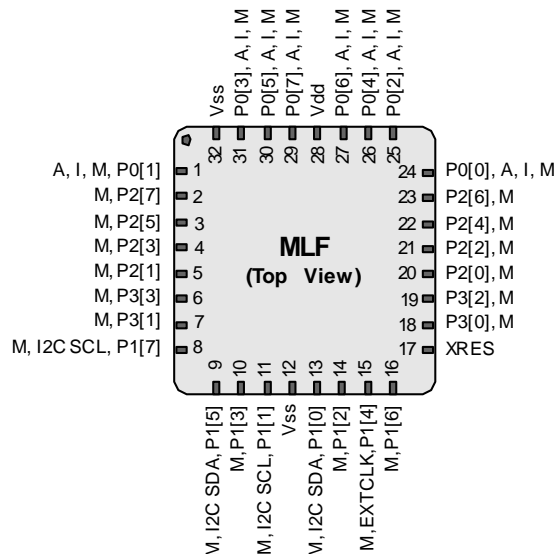 Vss
P0[3], A, I, M
P0[5], A, I, M
P0[7], A, I, M
Vdd
P0[6], A, I, M
P0[4], A, I, M
P0[2], A, I, M
32
31
30
29
28
27
26
25
A, I, M, P0[1]
1
M, P2[7]
2
M, P2[5]
3
M, P2[3]
4
M, P2[1]
5
M, P3[3]
6
M, P3[1]
7
M, I2C SCL, P1[7]
8
MLF
(Top View)
24
P0[0], A, I, M
23
P2[6], M
22
P2[4], M
21
P2[2], M
20
P2[0], M
19
P3[2], M
18
P3[0], M
17
XRES
9
10
11
12
13
14
15
16
M, I2C SDA, P1[5]
M, P1[3]
M, I2C SCL, P1[1]
Vss
M, I2C SDA, P1[0]
M, P1[2]
M, EXTCLK, P1[4]
M, P1[6]